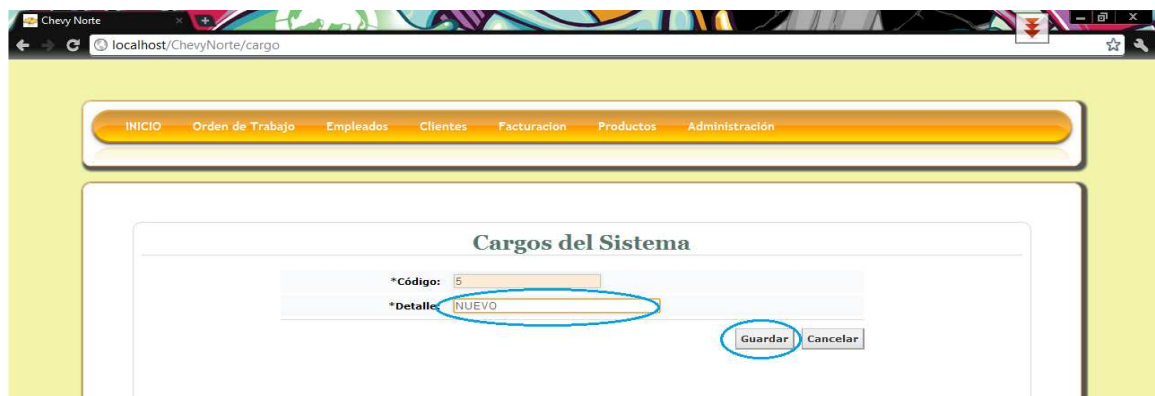 Chevy Norte
localhost/ChevyNorte/cargo
INICIO Orden de Trabajo Empleados Clientes Facturacion Productos Administración
Cargos del Sistema
*Código: 5
*Detalle: NUEVO
Guardar Cancelar